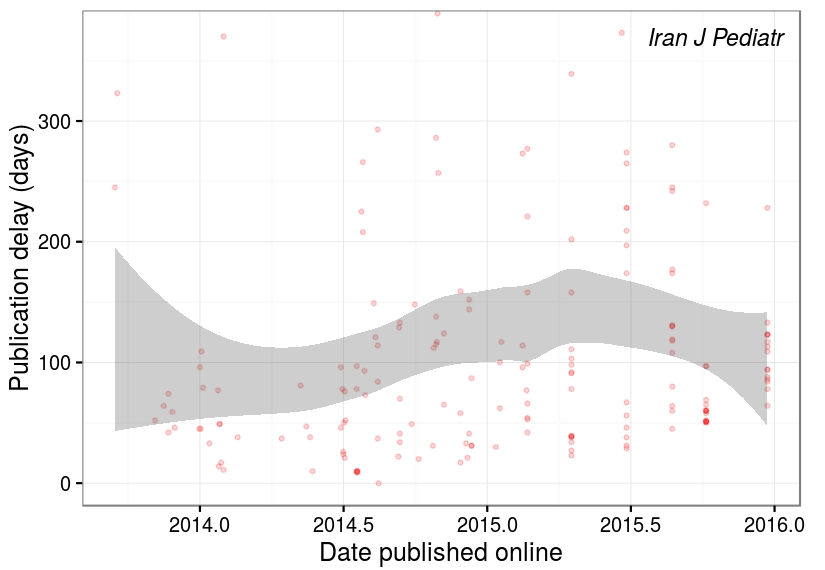 Iran J Pediatr
Publication delay (days)
300
200
100
0
2014.0 2014.5 2015.0 2015.5 2016.0
Date published online